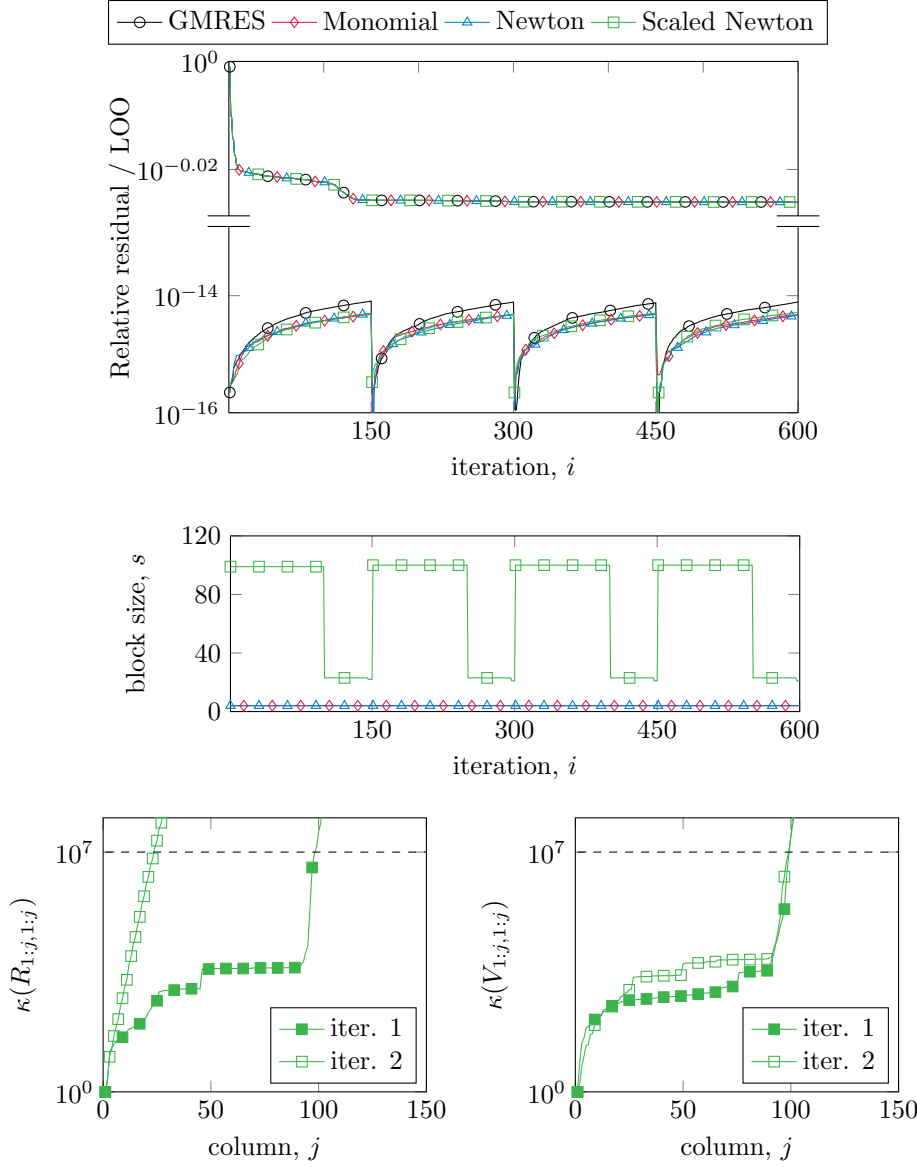 GMRES Monomial Newton Scaled Newton
Relative residual / LOO
10^0
10^−0.02
10^−14
10^−16
150 300 450 600
iteration, i
block size, s
120
80
40
0
150 300 450 600
iteration, i
κ(R_{1:j,1:j})
10^7
10^0
iter. 1
iter. 2
0 50 100 150
column, j
κ(V_{1:j,1:j})
10^7
10^0
iter. 1
iter. 2
0 50 100 150
column, j